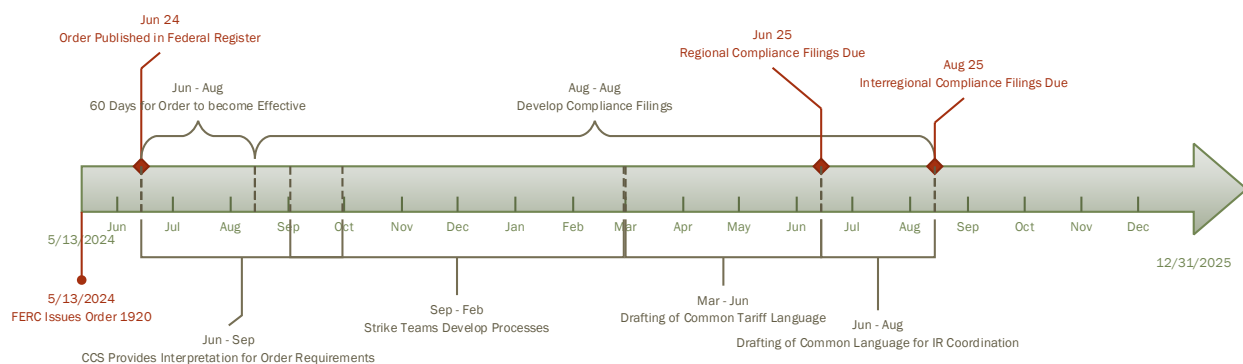 Jun 24
Order Published in Federal Register
Jun 25
Regional Compliance Filings Due
Aug 25
Interregional Compliance Filings Due
Jun - Aug
60 Days for Order to become Effective
Aug - Aug
Develop Compliance Filings
Jun Jul Aug Sep Oct Nov Dec Jan Feb Mar Apr May Jun Jul Aug Sep Oct Nov Dec
5/13/2024
12/31/2025
5/13/2024
FERC Issues Order 1920
Jun - Sep
CCS Provides Interpretation for Order Requirements
Sep - Feb
Strike Teams Develop Processes
Mar - Jun
Drafting of Common Tariff Language
Jun - Aug
Drafting of Common Language for IR Coordination